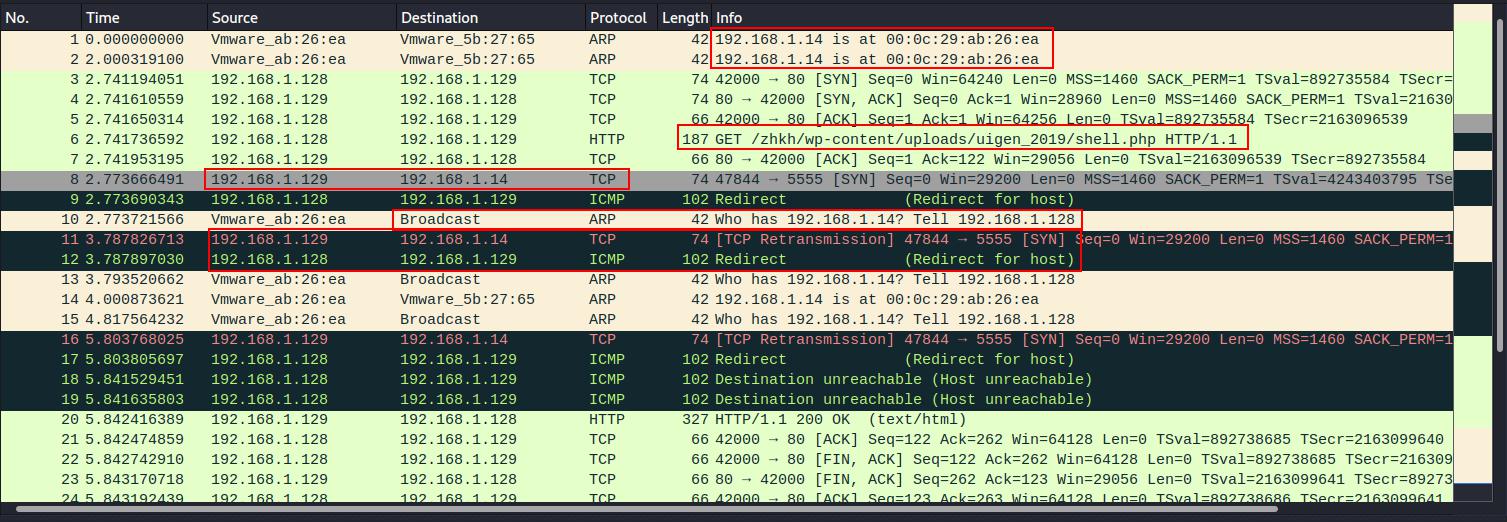 No. Time Source Destination Protocol Length Info
1 0.000000000 Vmware_ab:26:ea Vmware_5b:27:65 ARP 42 192.168.1.14 is at 00:0c:29:ab:26:ea
2 2.000319100 Vmware_ab:26:ea Vmware_5b:27:65 ARP 42 192.168.1.14 is at 00:0c:29:ab:26:ea
3 2.741194051 192.168.1.128 192.168.1.129 TCP 74 42000 → 80 [SYN] Seq=0 Win=64240 Len=0 MSS=1460 SACK_PERM=1 TSval=892735584 TSecr=
4 2.741610559 192.168.1.129 192.168.1.128 TCP 74 80 → 42000 [SYN, ACK] Seq=0 Ack=1 Win=28960 Len=0 MSS=1460 SACK_PERM=1 TSval=21630
5 2.741650314 192.168.1.128 192.168.1.129 TCP 66 42000 → 80 [ACK] Seq=1 Ack=1 Win=64256 Len=0 TSval=892735584 TSecr=2163096539
6 2.741736592 192.168.1.128 192.168.1.129 HTTP 187 GET /zhkh/wp-content/uploads/uigen_2019/shell.php HTTP/1.1
7 2.741953195 192.168.1.129 192.168.1.128 TCP 66 80 → 42000 [ACK] Seq=1 Ack=122 Win=29056 Len=0 TSval=2163096539 TSecr=892735584
8 2.773666491 192.168.1.129 192.168.1.14 TCP 74 47844 → 5555 [SYN] Seq=0 Win=29200 Len=0 MSS=1460 SACK_PERM=1 TSval=4243403795 TSe
9 2.773690343 192.168.1.128 192.168.1.129 ICMP 102 Redirect (Redirect for host)
10 2.773721566 Vmware_ab:26:ea Broadcast ARP 42 Who has 192.168.1.14? Tell 192.168.1.128
11 3.787826713 192.168.1.129 192.168.1.14 TCP 74 [TCP Retransmission] 47844 → 5555 [SYN] Seq=0 Win=29200 Len=0 MSS=1460 SACK_PERM=1
12 3.787897030 192.168.1.128 192.168.1.129 ICMP 102 Redirect (Redirect for host)
13 3.793520662 Vmware_ab:26:ea Broadcast ARP 42 Who has 192.168.1.14? Tell 192.168.1.128
14 4.000873621 Vmware_ab:26:ea Vmware_5b:27:65 ARP 42 192.168.1.14 is at 00:0c:29:ab:26:ea
15 4.817564232 Vmware_ab:26:ea Broadcast ARP 42 Who has 192.168.1.14? Tell 192.168.1.128
16 5.803768025 192.168.1.129 192.168.1.14 TCP 74 [TCP Retransmission] 47844 → 5555 [SYN] Seq=0 Win=29200 Len=0 MSS=1460 SACK_PERM=1
17 5.803805697 192.168.1.128 192.168.1.129 ICMP 102 Redirect (Redirect for host)
18 5.841529451 192.168.1.128 192.168.1.129 ICMP 102 Destination unreachable (Host unreachable)
19 5.841635803 192.168.1.128 192.168.1.129 ICMP 102 Destination unreachable (Host unreachable)
20 5.842416389 192.168.1.129 192.168.1.128 HTTP 327 HTTP/1.1 200 OK (text/html)
21 5.842474859 192.168.1.128 192.168.1.129 TCP 66 42000 → 80 [ACK] Seq=122 Ack=262 Win=64128 Len=0 TSval=892738685 TSecr=2163099640
22 5.842742910 192.168.1.128 192.168.1.129 TCP 66 42000 → 80 [FIN, ACK] Seq=122 Ack=262 Win=64128 Len=0 TSval=892738685 TSecr=216309
23 5.843170718 192.168.1.129 192.168.1.128 TCP 66 80 → 42000 [FIN, ACK] Seq=262 Ack=123 Win=29056 Len=0 TSval=2163099641 TSecr=89273
24 5.843192439 192.168.1.128 192.168.1.129 TCP 66 42000 → 80 [ACK] Seq=123 Ack=263 Win=64128 Len=0 TSval=892738686 TSecr=2163099641